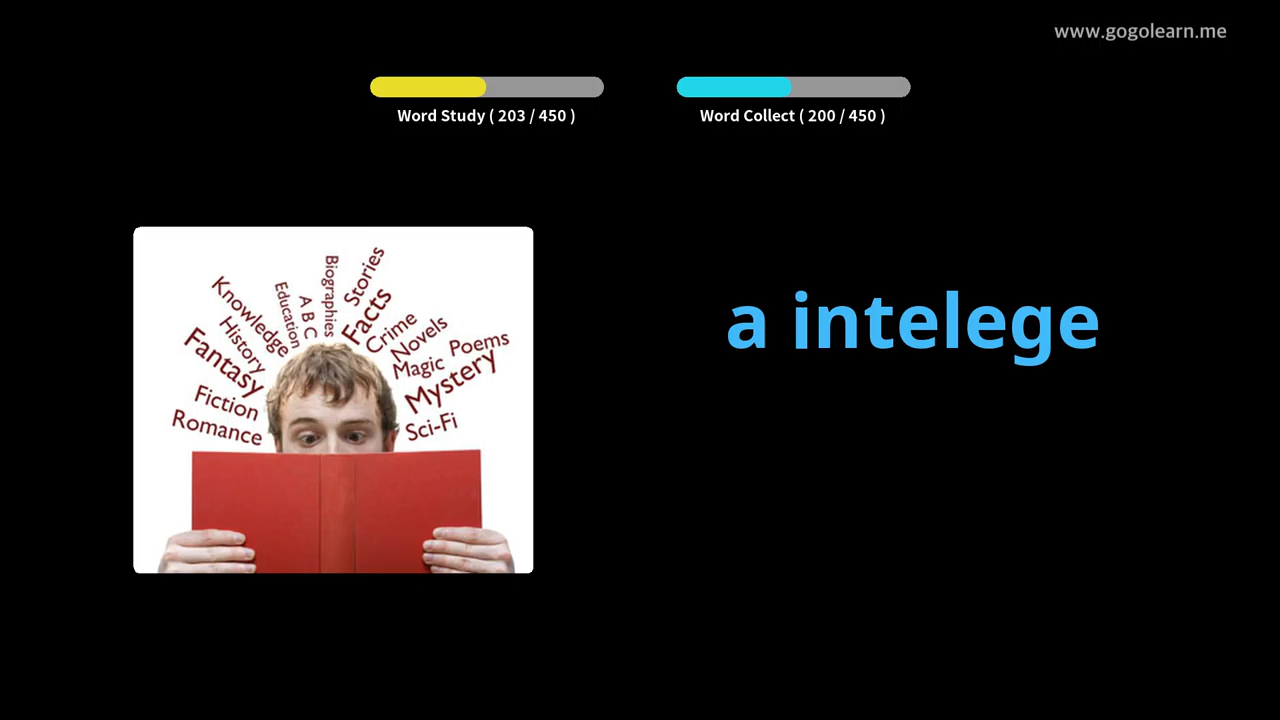 www.gogolearn.me
Word Study ( 203 / 450 )
Word Collect ( 200 / 450 )
Knowledge
Education
A B C
Biographies
Stories
Facts
Crime
Novels
Poems
History
Fantasy
Magic
Mystery
Fiction
Romance
Sci-Fi
a intelege